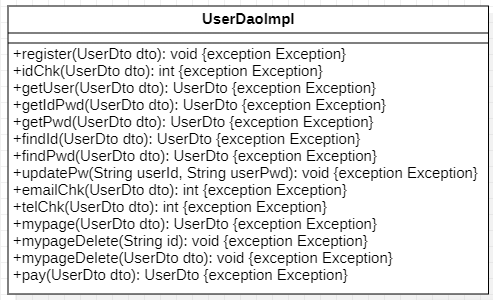 UserDaoImpl
+register(UserDto dto): void {exception Exception}
+idChk(UserDto dto): int {exception Exception}
+getUser(UserDto dto): UserDto {exception Exception}
+getIdPwd(UserDto dto): UserDto {exception Exception}
+getPwd(UserDto dto): UserDto {exception Exception}
+findId(UserDto dto): UserDto {exception Exception}
+findPwd(UserDto dto): UserDto {exception Exception}
+updatePw(String userId, String userPwd): void {exception Exception}
+emailChk(UserDto dto): int {exception Exception}
+telChk(UserDto dto): int {exception Exception}
+mypage(UserDto dto): UserDto {exception Exception}
+mypageDelete(String id): void {exception Exception}
+mypageDelete(UserDto dto): void {exception Exception}
+pay(UserDto dto): UserDto {exception Exception}